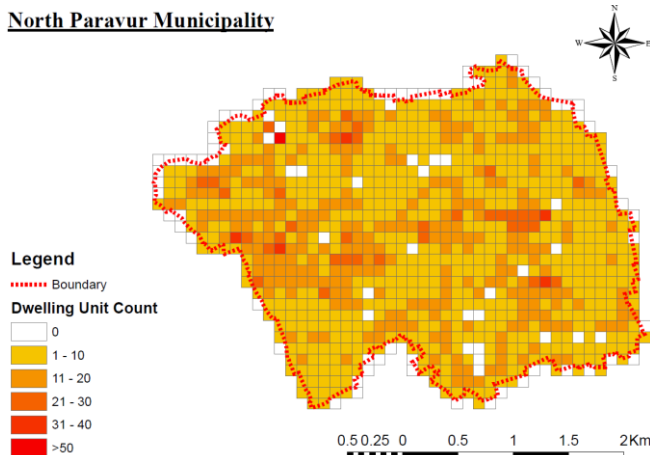 North Paravur Municipality
N
W E
S
Legend
Boundary
Dwelling Unit Count
0
1 - 10
11 - 20
21 - 30
31 - 40
>50
0.5 0.25 0 0.5 1 1.5 2Km